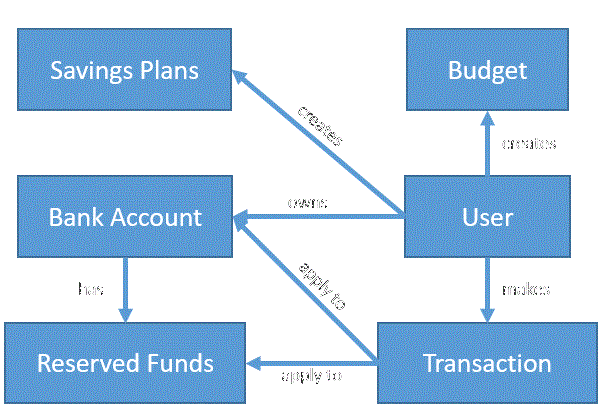 Savings Plans
Budget
creates
creates
Bank Account
owns
User
has
apply to
makes
Reserved Funds
apply to
Transaction